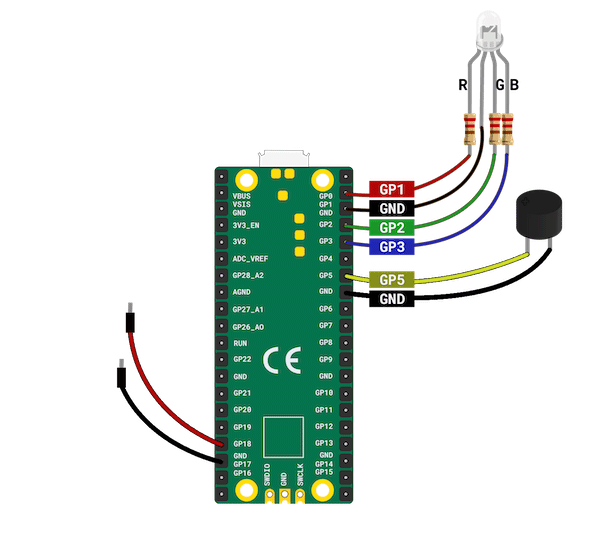 R
G
B
GP1
GND
GP2
GP3
GP5
GND
VBUS
VSIS
GND
3V3_EN
3V3
ADC_VREF
GP28_A2
AGND
GP27_A1
GP26_A0
RUN
GP22
GND
GP21
GP20
GP19
GP18
GND
GP17
GP16
GP0
GP1
GND
GP2
GP3
GP4
GP5
GND
GP6
GP7
GP8
GP9
GND
GP10
GP11
GP12
GP13
GND
GP14
GP15
CE
SWDIO
GND
SWCLK